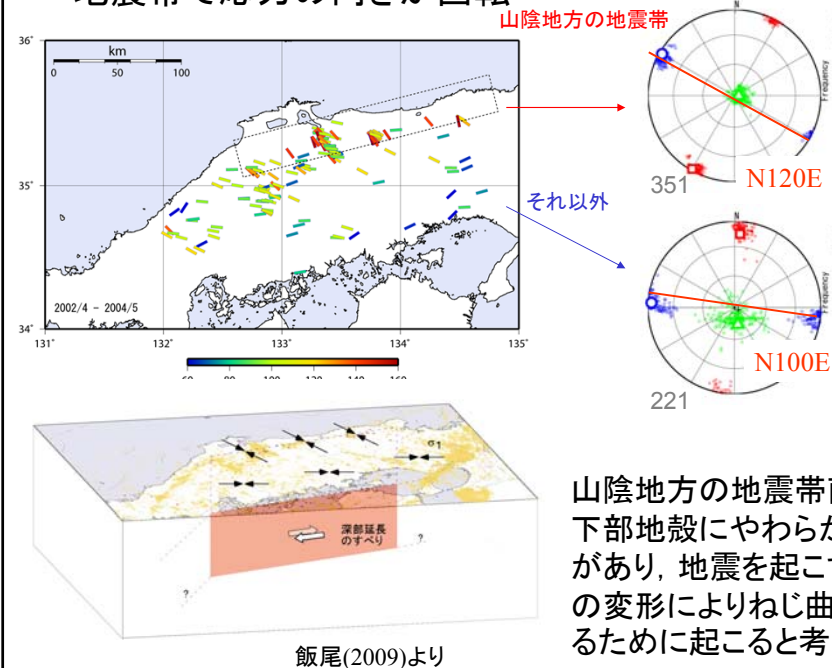 地震帯で応力の向きが回転
山陰地方の地震帯
36°
km
0 50 100
35°
2002/4 - 2004/5
34°
131° 132° 133° 134° 135°
60 80 100 120 140 160
N
Frequency
351
N120E
それ以外
N
Frequency
221
N100E
σ1
深部延長
のすべり
?
?
飯尾(2009)より
山陰地方の地震帯
下部地殻にやわらか
があり，地震を起こ
の変形によりねじ曲
るために起こると考